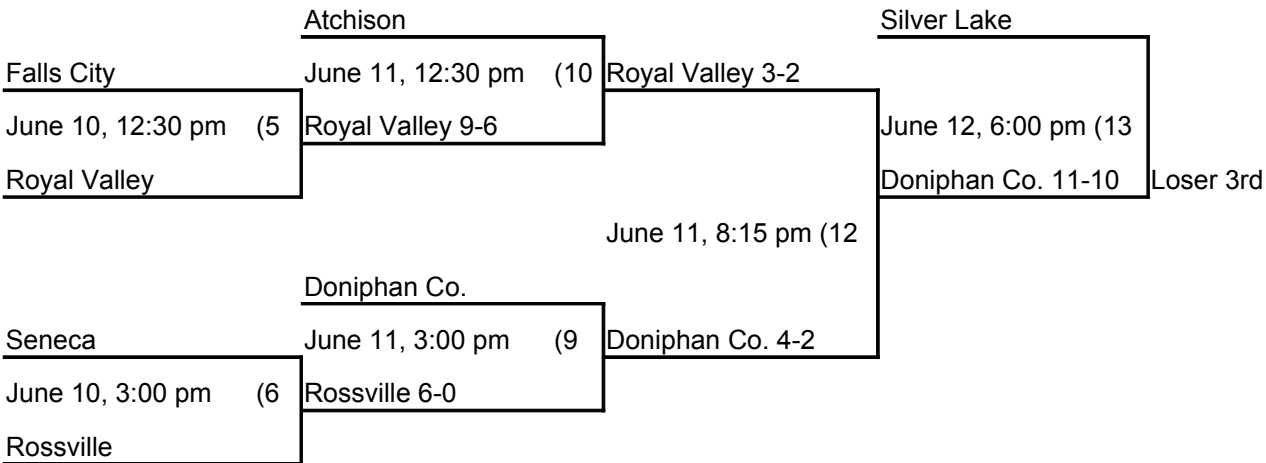 Atchison
Silver Lake
Falls City
June 11, 12:30 pm (10
Royal Valley 3-2
June 10, 12:30 pm (5
Royal Valley 9-6
June 12, 6:00 pm (13
Royal Valley
Doniphan Co. 11-10
Loser 3rd
June 11, 8:15 pm (12
Doniphan Co.
Seneca
June 11, 3:00 pm (9
Doniphan Co. 4-2
June 10, 3:00 pm (6
Rossville 6-0
Rossville